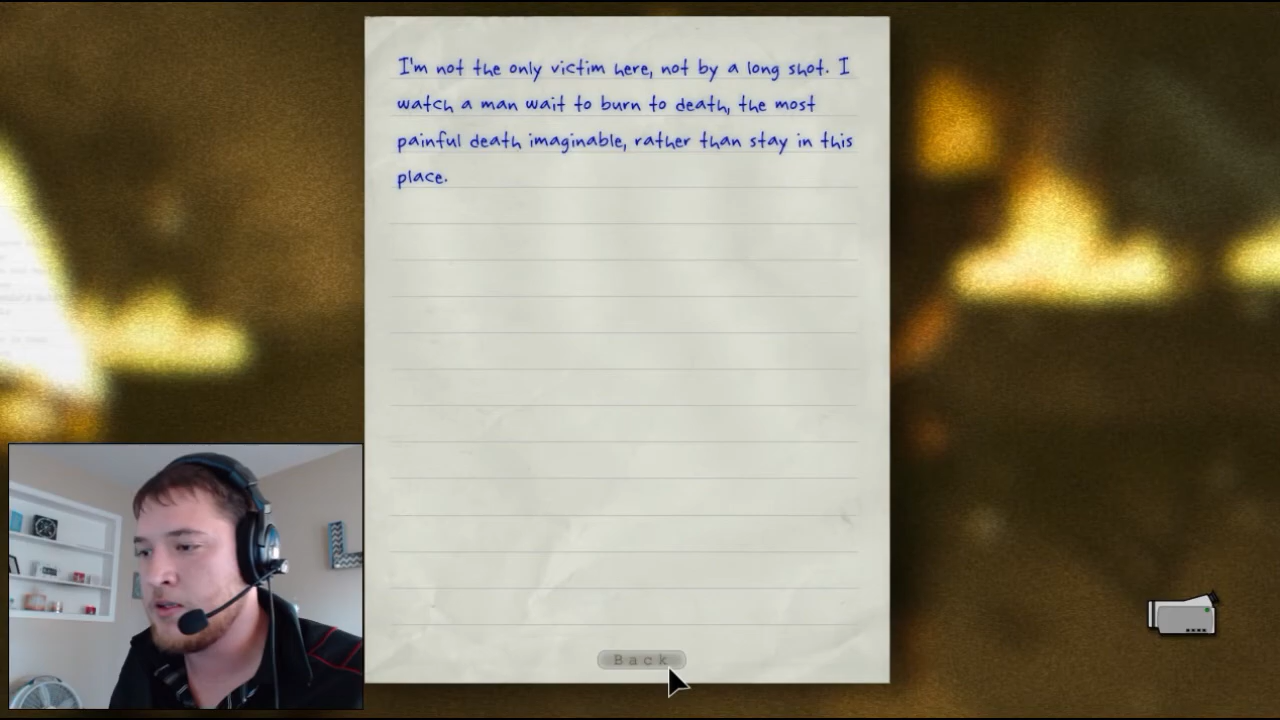 I'm not the only victim here, not by a long shot. I
watch a man wait to burn to death, the most
painful death imaginable, rather than stay in this
place.
Back